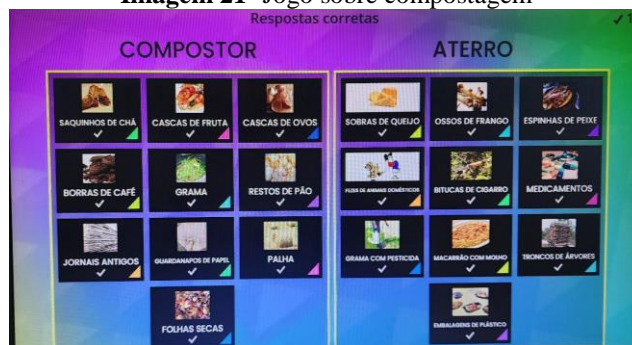 Imagem 21- Jogo sobre compostagem
Respostas corretas
COMPOSTOR
ATERRO
SAQUINHOS DE CHÁ
CASCAS DE FRUTA
CASCAS DE OVOS
SOBRAS DE QUEIJO
OSSOS DE FRANGO
ESPINHAS DE PEIXE
BORRAS DE CAFÉ
GRAMA
RESTOS DE PÃO
FEZES DE ANIMAIS DOMÉSTICOS
BITUCAS DE CIGARRO
MEDICAMENTOS
JORNAIS ANTIGOS
GUARDANAPOS DE PAPEL
PALHA
GRAMA COM PESTICIDA
MACARRÃO COM MOLHO
TRONCOS DE ÁRVORES
FOLHAS SECAS
EMBALAGENS DE PLÁSTICO